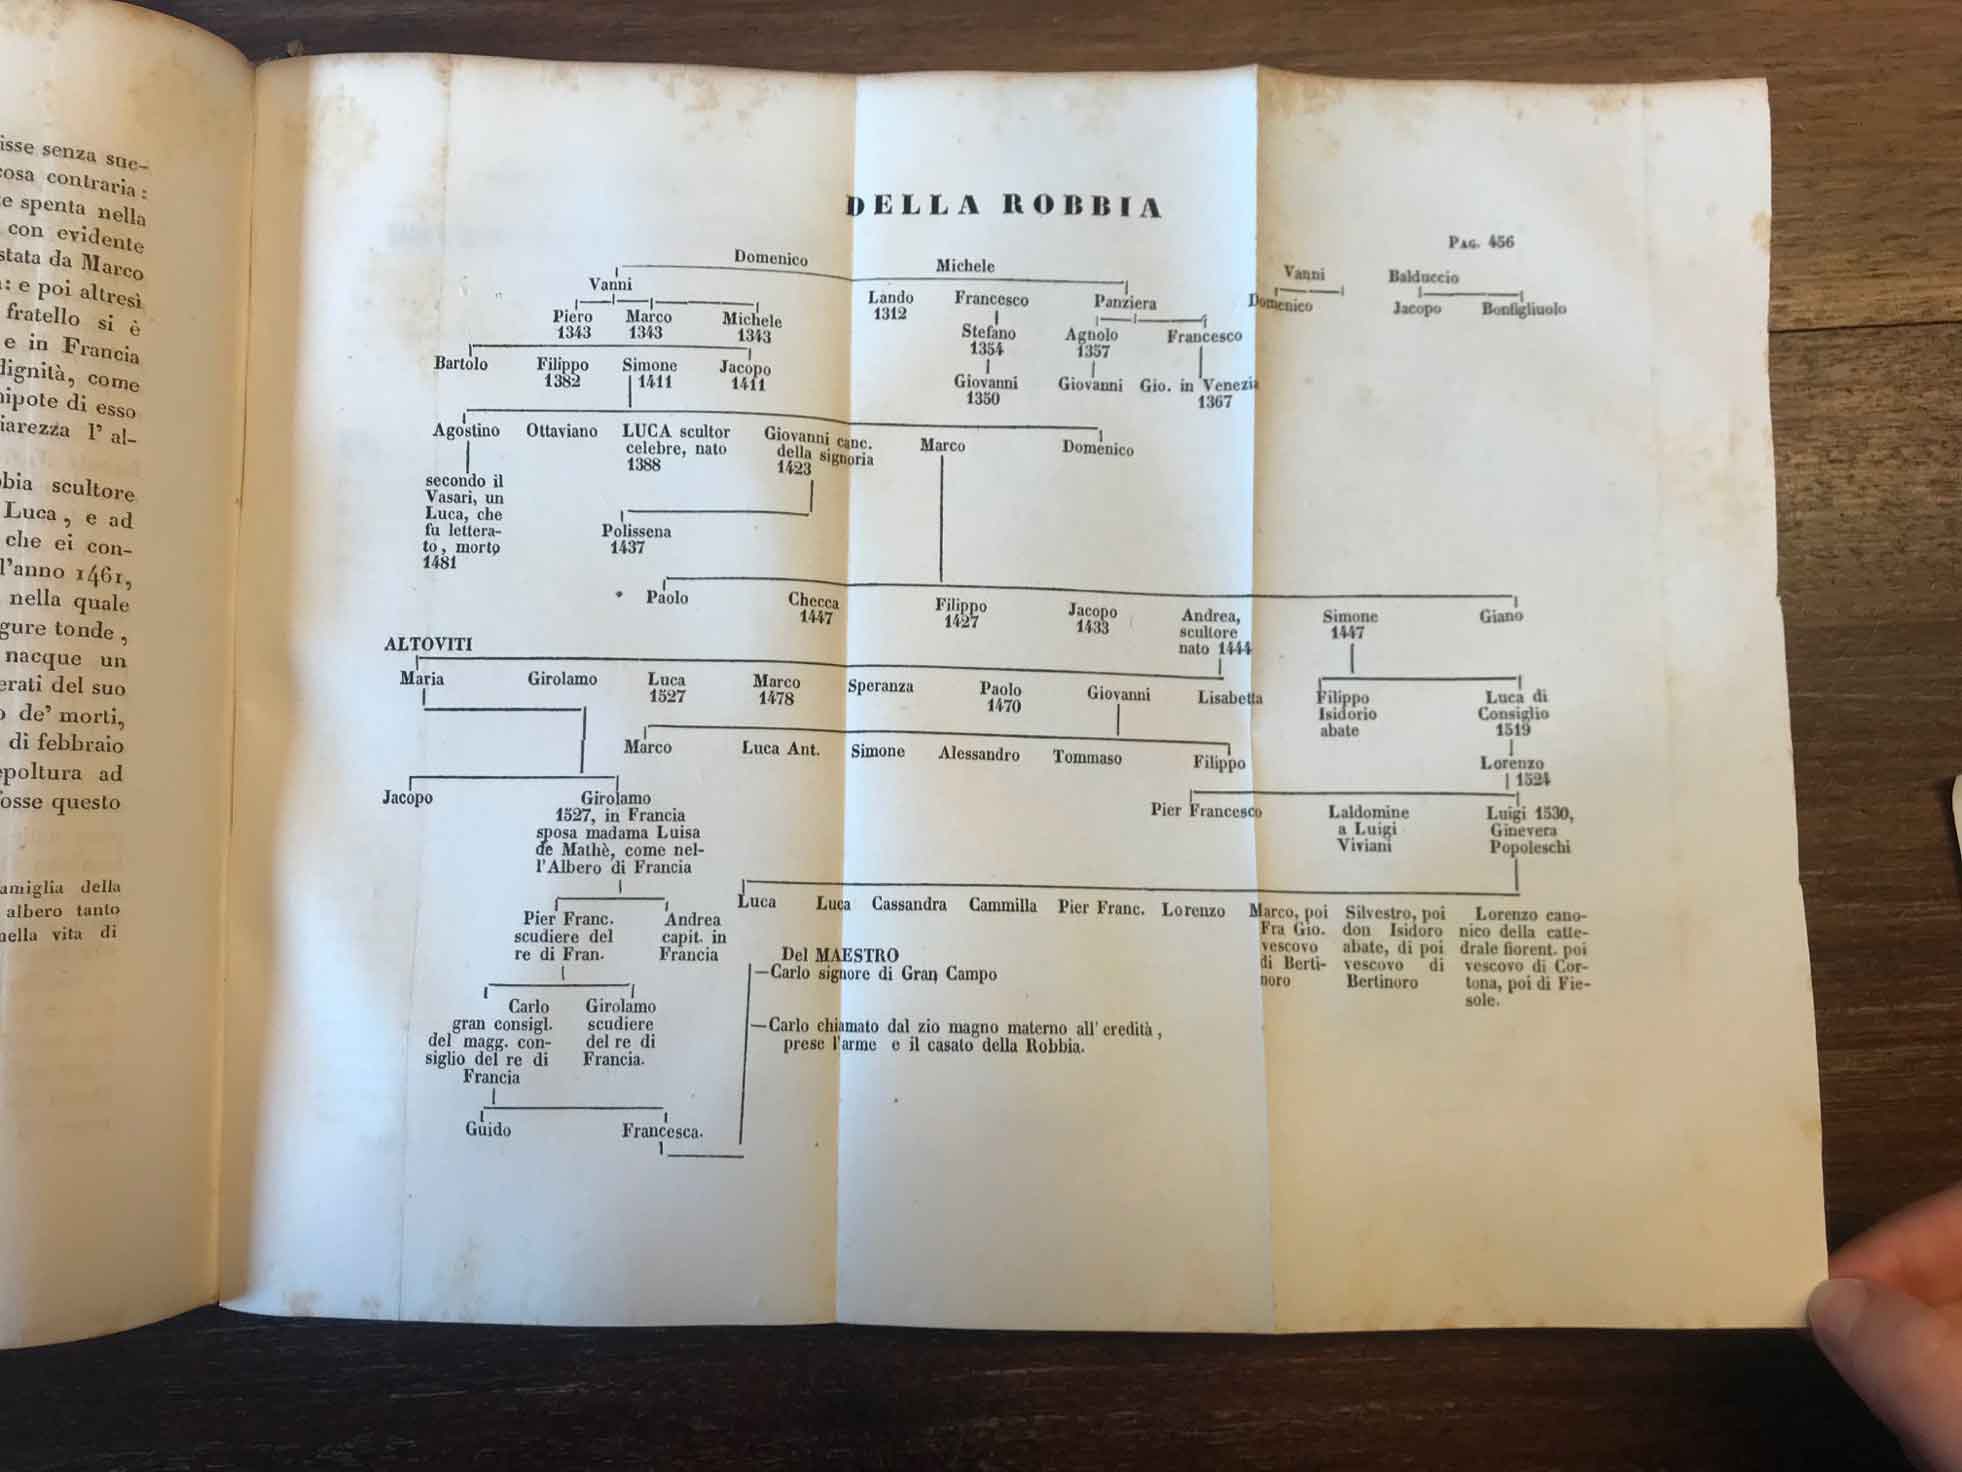 isse senza suc-
cosa contraria:
e spenta nella
con evidente
stata da Marco
: e poi altresì
fratello si è
e in Francia
dignità, come
nipote di esso
iarezza l' al-
bbia scultore
Luca, e ad
che ei con-
l'anno 1461,
nella quale
gure tonde,
nacque un
erati del suo
o de' morti,
di febbraio
epoltura ad
fosse questo
amiglia della
albero tanto
nella vita di
DELLA ROBBIA
PAG. 456
Domenico Michele Vanni Balduccio
Vanni Lando Francesco Panziera Domenico Jacopo Bonfigliuolo
1312
Piero Marco Michele Stefano Agnolo Francesco
1343 1343 1343 1354 1357
Bartolo Filippo Simone Jacopo Giovanni Giovanni Gio. in Venezia
1382 1411 1411 1350 1367
Agostino Ottaviano LUCA scultor Giovanni canc. Marco Domenico
celebre, nato della signoria
1388 1423
secondo il
Vasari, un
Luca, che
fu lettera-
to, morto
1481
Polissena
1437
Paolo Checca Filippo Jacopo Andrea, Simone Giano
1447 1427 1433 scultore 1447
nato 1444
ALTOVITI
Maria Girolamo Luca Marco Speranza Paolo Giovanni Lisabetta Filippo Luca di
1527 1478 1470 Isidorio Consiglio
abate 1519
Marco Luca Ant. Simone Alessandro Tommaso Filippo Lorenzo
1524
Jacopo Girolamo Pier Francesco Laldomine Luigi 1530,
1527, in Francia a Luigi Ginevera
sposa madama Luisa Viviani Popoleschi
de Mathè, come nel-
l'Albero di Francia
Luca Luca Cassandra Cammilla Pier Franc. Lorenzo Marco, poi Silvestro, poi Lorenzo cano-
Fra Gio. don Isidoro nico della catte-
vescovo abate, di poi drale fiorent. poi
di Berti- vescovo di vescovo di Cor-
noro Bertinoro tona, poi di Fie-
sole.
Pier Franc. Andrea
scudiere del capit. in
re di Fran. Francia
Del MAESTRO
—Carlo signore di Gran Campo
—Carlo chiamato dal zio magno materno all' credità,
prese l'arme e il casato della Robbia.
Carlo Girolamo
gran consigl. scudiere
del magg. con- del re di
siglio del re di Francia.
Francia
Guido Francesca.